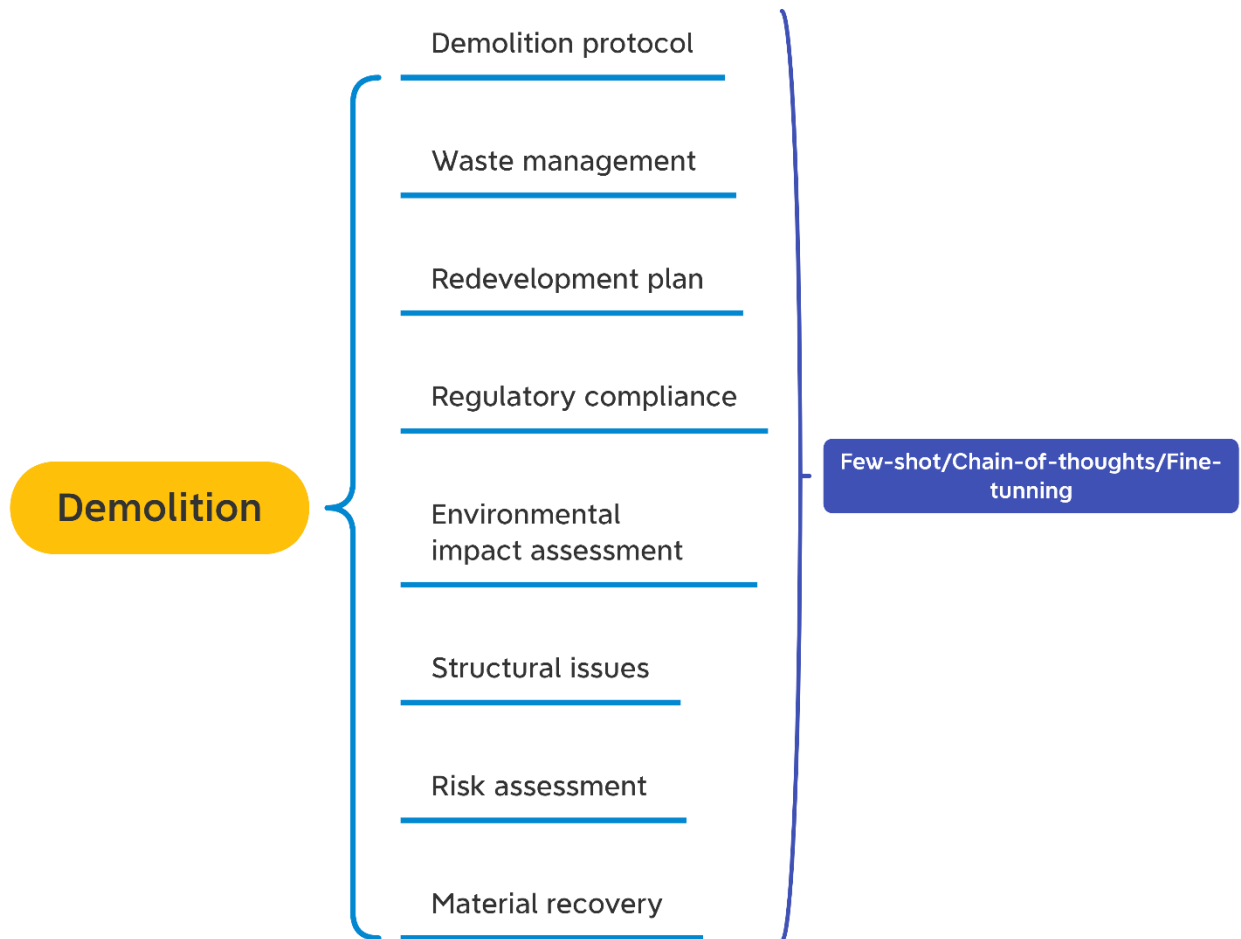 Demolition protocol
Waste management
Redevelopment plan
Regulatory compliance
Few-shot/Chain-of-thoughts/Fine-
tunning
Demolition
Environmental
impact assessment
Structural issues
Risk assessment
Material recovery